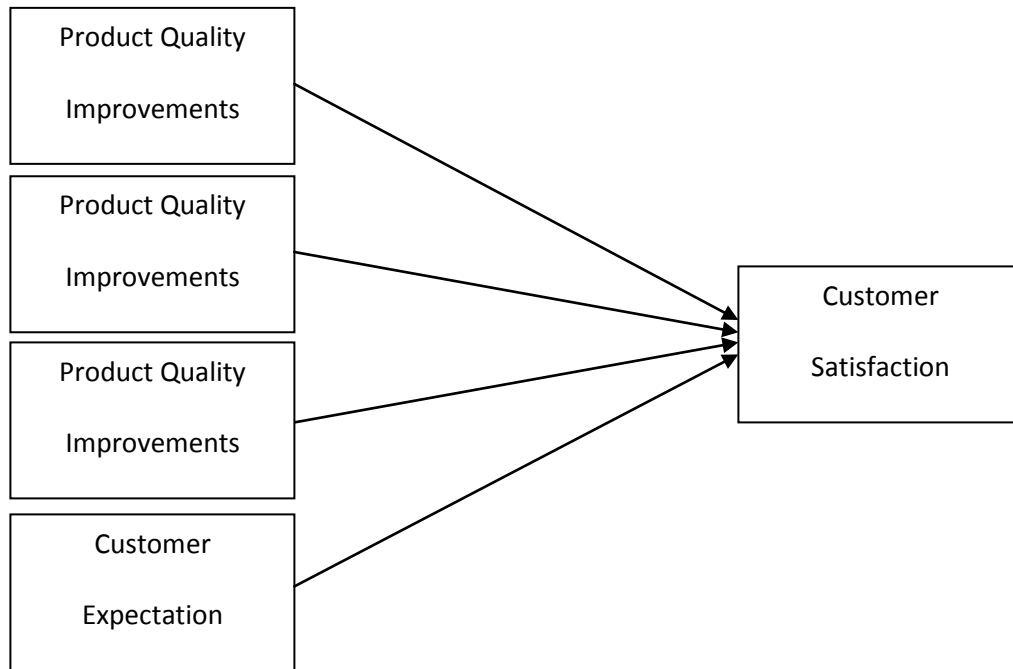 Product Quality
Improvements
Product Quality
Improvements
Product Quality
Improvements
Customer
Expectation
Customer
Satisfaction